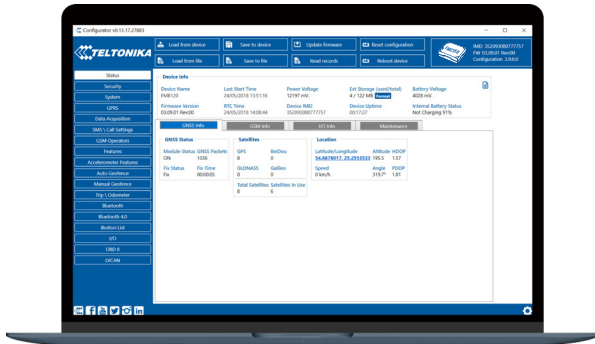 Configurator v0.13.17.27883
TELTONIKA
Load from device
Save to device
Update firmware
Reset configuration
Load from file
Save to file
Read records
Reboot device
IMEI 352093080777757
FW 03.09.01 Rev:00
Configuration 3.9.0.0
Status
Security
System
GPRS
Data Acquisition
SMS \ Call Settings
GSM Operators
Features
Accelerometer Features
Auto Geofence
Manual Geofence
Trip \ Odometer
Bluetooth
Bluetooth 4.0
iButton List
I/O
OBD II
LVCAN
Device Info
Device Name
FMB120
Last Start Time
24/05/2018 13:51:16
Power Voltage
12197 mV.
Ext Storage (used/total)
4 / 122 MB Format
Battery Voltage
4028 mV.
Firmware Version
03.09.01 Rev:00
RTC Time
24/05/2018 14:08:44
Device IMEI
352093080777757
Device Uptime
00:17:27
Internal Battery Status
Not Charging 91%
GNSS Info
GSM Info
I/O Info
Maintenance
GNSS Status
Module Status GNSS Packets
ON 1036
Fix Status Fix Time
Fix 00:00:05
Satellites
GPS BeiDou
8 0
GLONASS Galileo
0 0
Total Satellites Satellites in Use
8 6
Location
Latitude/Longitude Altitude HDOP
54.6676017, 25.2553533 195.5 1.57
Speed Angle PDOP
0 km/h. 319.7° 1.81